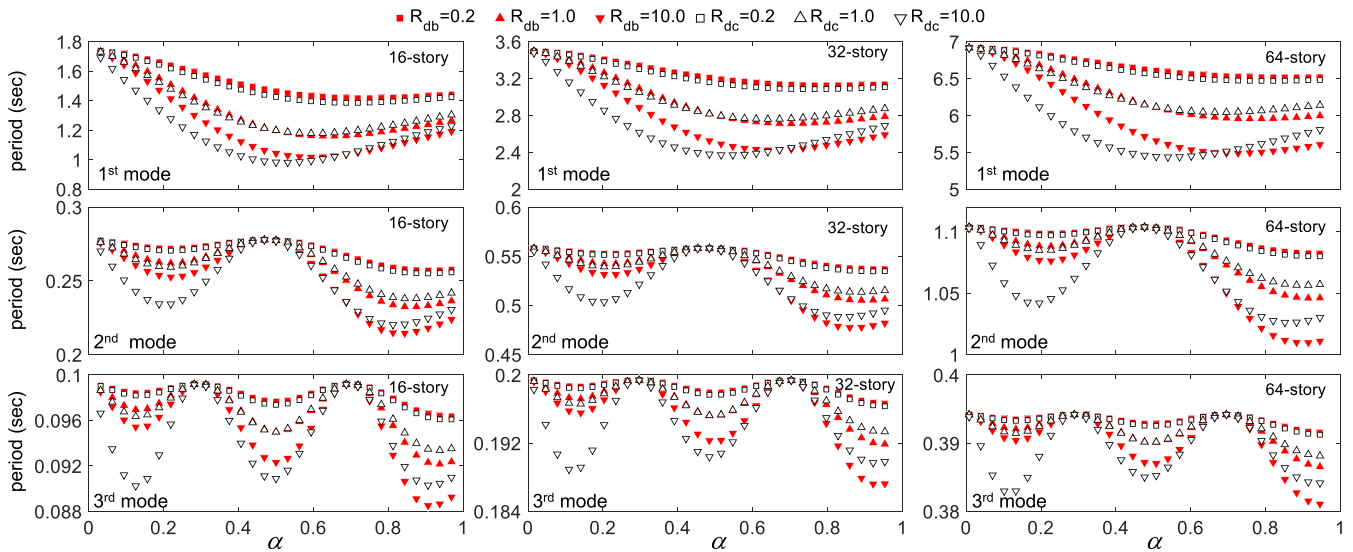 R_db=0.2 R_db=1.0 R_db=10.0 R_dc=0.2 R_dc=1.0 R_dc=10.0
1.8 16-story 3.6 32-story 7 64-story
1.6 3.2 6.5
1.4 2.8 6
1.2 2.4 5.5
1 2 5
0.8
period (sec)
1st mode 1st mode 1st mode
0.3 16-story 0.6 32-story 64-story
0.25 0.55 1.1
0.2 0.5 1.05
0.45 1
period (sec)
2nd mode 2nd mode 2nd mode
0.1 16-story 0.2 32-story 0.4 64-story
0.096 0.192 0.39
0.092 0.184 0.38
0.088
period (sec)
3rd mode 3rd mode 3rd mode
0 0.2 0.4 0.6 0.8 1 0 0.2 0.4 0.6 0.8 1 0 0.2 0.4 0.6 0.8 1
α α α